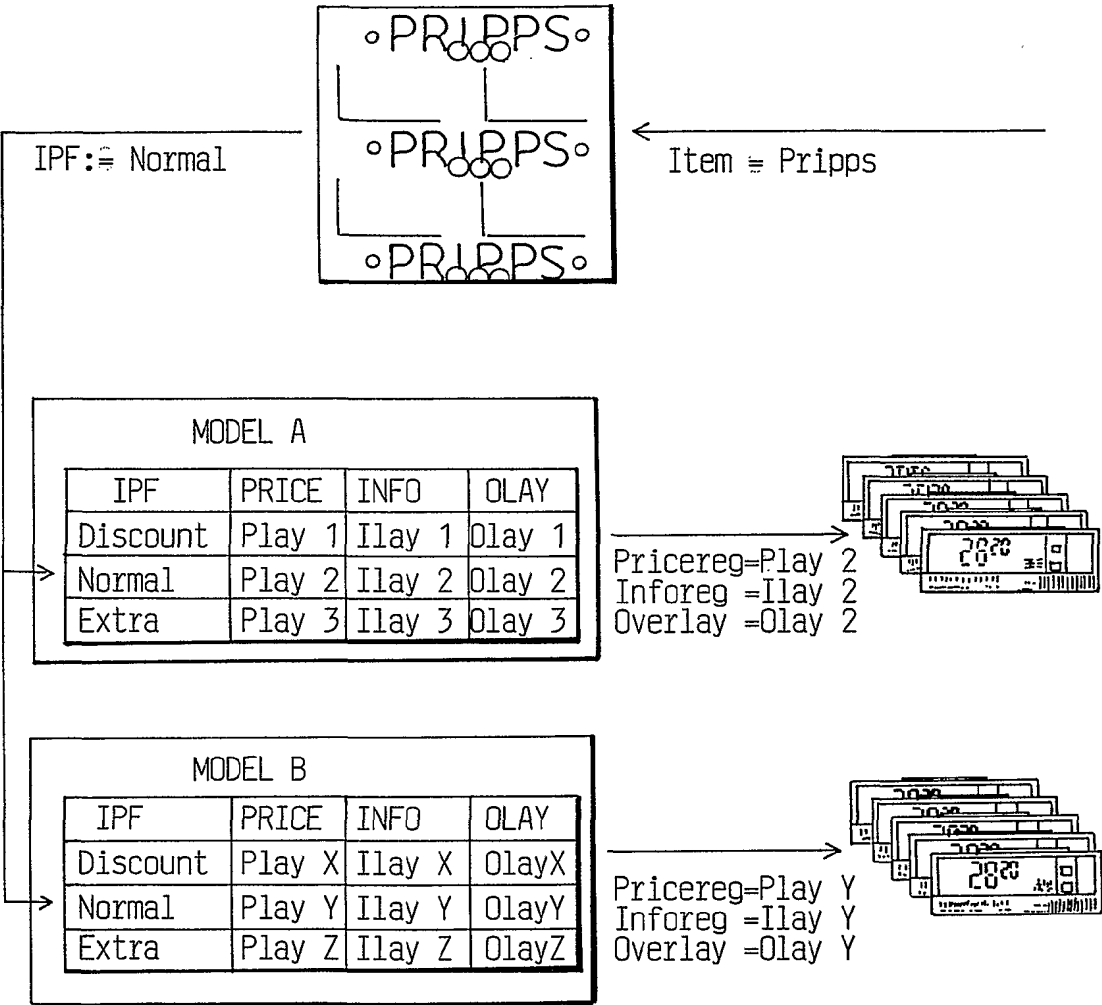 PRIPPS
PRIPPS
PRIPPS
IPF:= Normal
Item = Pripps
MODEL A
IPF PRICE INFO OLAY
Discount Play 1 Ilay 1 Olay 1
Normal Play 2 Ilay 2 Olay 2
Extra Play 3 Ilay 3 Olay 3
Pricereg=Play 2
Inforeg =Ilay 2
Overlay =Olay 2
2820
MODEL B
IPF PRICE INFO OLAY
Discount Play X Ilay X OlayX
Normal Play Y Ilay Y OlayY
Extra Play Z Ilay Z OlayZ
Pricereg=Play Y
Inforeg =Ilay Y
Overlay =Olay Y
2820